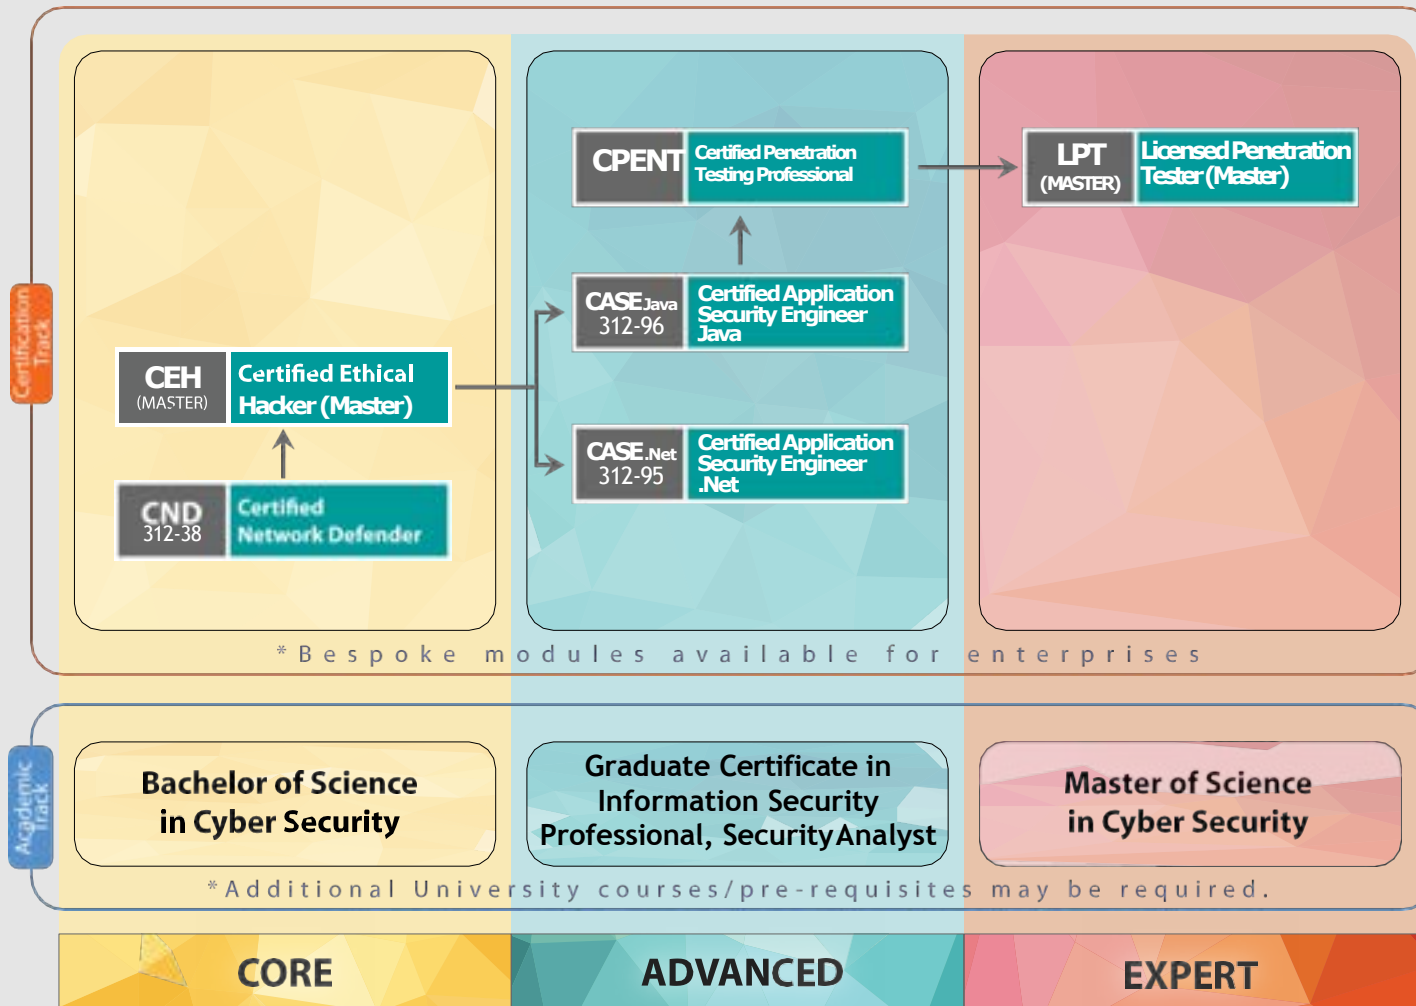 Certification
Track
CPENT
Certified Penetration
Testing Professional
LPT
(MASTER)
Licensed Penetration
Tester (Master)
CASE Java
312-96
Certified Application
Security Engineer
Java
CEH
(MASTER)
Certified Ethical
Hacker (Master)
CASE .Net
312-95
Certified Application
Security Engineer
.Net
CND
312-38
Certified
Network Defender
*Bespoke modules available for enterprises
Academic
Track
Bachelor of Science
in Cyber Security
Graduate Certificate in
Information Security
Professional, Security Analyst
Master of Science
in Cyber Security
*Additional University courses/pre-requisites may be required.
CORE
ADVANCED
EXPERT